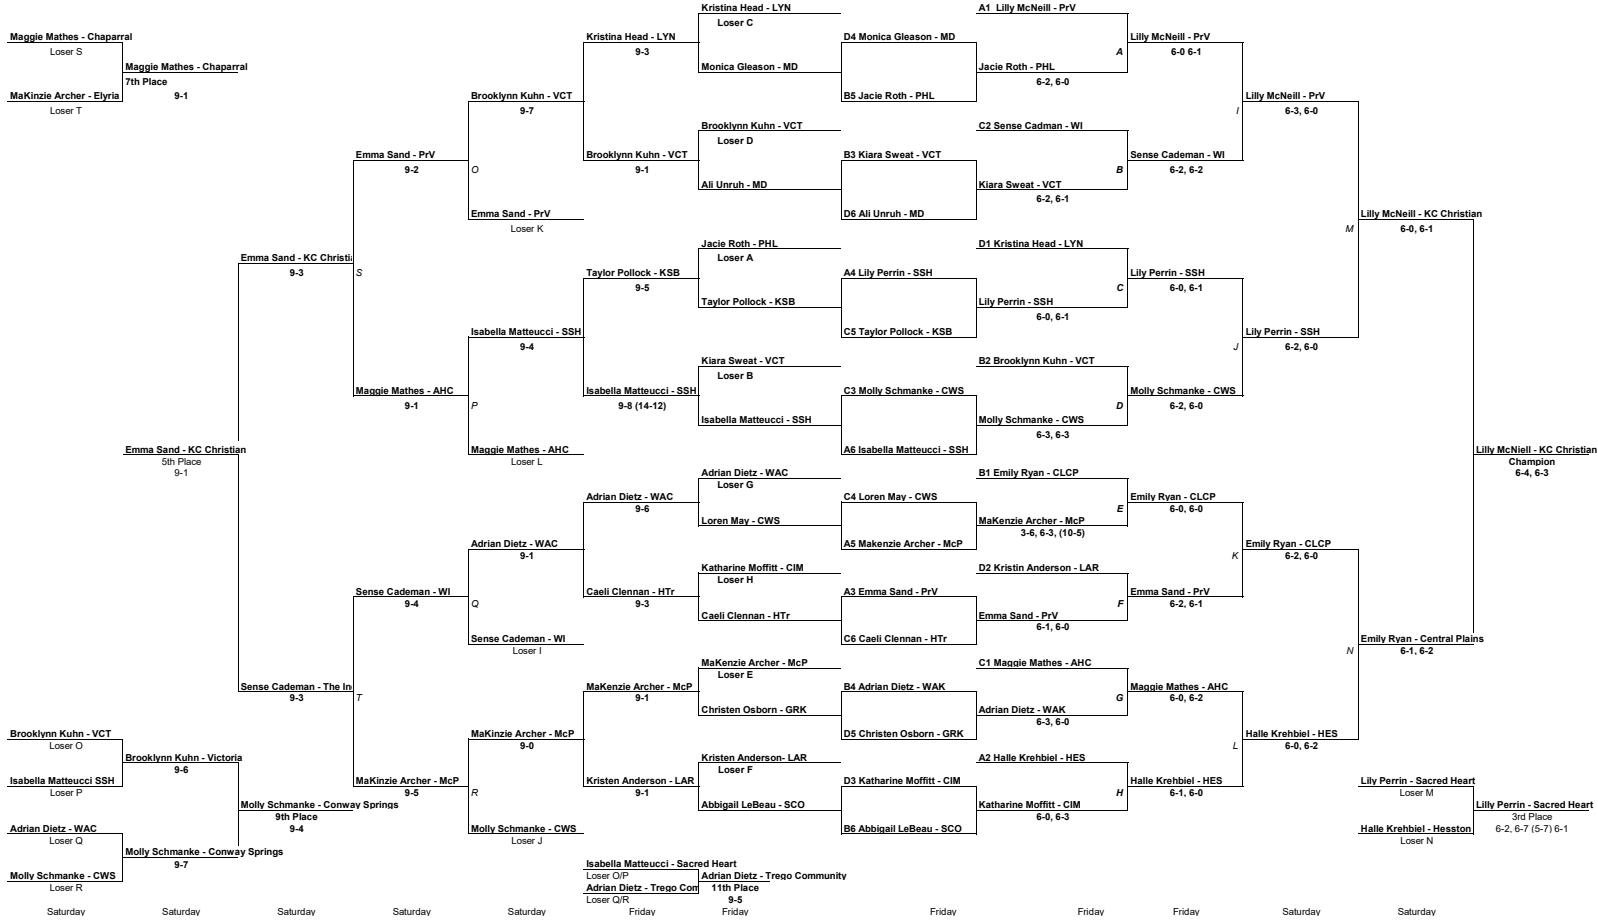 Kristina Head - LYN
A1 Lilly McNeill - PrV
Loser C
Maggie Mathes - Chaparral
Kristina Head - LYN
D4 Monica Gleason - MD
Lilly McNeill - PrV
Loser S
9-3
A
6-0 6-1
Maggie Mathes - Chaparral
Monica Gleason - MD
Jacie Roth - PHL
7th Place
6-2, 6-0
MaKinzie Archer - Elyria
9-1
Brooklynn Kuhn - VCT
B5 Jacie Roth - PHL
Lilly McNeill - PrV
Loser T
9-7
I
6-3, 6-0
Brooklynn Kuhn - VCT
C2 Sense Cadman - WI
Loser D
Emma Sand - PrV
Brooklynn Kuhn - VCT
B3 Kiara Sweat - VCT
Sense Cademan - WI
9-2
O
9-1
B
6-2, 6-2
Ali Unruh - MD
Kiara Sweat - VCT
6-2, 6-1
Emma Sand - PrV
D6 Ali Unruh - MD
Lilly McNeill - KC Christian
Loser K
M
6-0, 6-1
Jacie Roth - PHL
D1 Kristina Head - LYN
Emma Sand - KC Christi
Loser A
9-3
S
Taylor Pollock - KSB
A4 Lily Perrin - SSH
Lily Perrin - SSH
9-5
C
6-0, 6-1
Taylor Pollock - KSB
Lily Perrin - SSH
6-0, 6-1
Isabella Matteucci - SSH
C5 Taylor Pollock - KSB
Lily Perrin - SSH
9-4
J
6-2, 6-0
Kiara Sweat - VCT
B2 Brooklynn Kuhn - VCT
Loser B
Maggie Mathes - AHC
Isabella Matteucci - SSH
C3 Molly Schmanke - CWS
Molly Schmanke - CWS
9-1
P
9-8 (14-12)
D
6-2, 6-0
Isabella Matteucci - SSH
Molly Schmanke - CWS
6-3, 6-3
Emma Sand - KC Christian
Maggie Mathes - AHC
A6 Isabella Matteucci - SSH
Lilly McNiell - KC Christian
5th Place
Loser L
Champion
9-1
Adrian Dietz - WAC
B1 Emily Ryan - CLCP
6-4, 6-3
Loser G
Adrian Dietz - WAC
C4 Loren May - CWS
Emily Ryan - CLCP
9-6
E
6-0, 6-0
Loren May - CWS
MaKenzie Archer - McP
3-6, 6-3, (10-5)
Adrian Dietz - WAC
A5 Makenzie Archer - McP
Emily Ryan - CLCP
9-1
K
6-2, 6-0
Katharine Moffitt - CIM
D2 Kristin Anderson - LAR
Loser H
Sense Cademan - WI
Caeli Clennan - HTr
A3 Emma Sand - PrV
Emma Sand - PrV
9-4
Q
9-3
F
6-2, 6-1
Caeli Clennan - HTr
Emma Sand - PrV
6-1, 6-0
Sense Cademan - WI
C6 Caeli Clennan - HTr
Emily Ryan - Central Plains
Loser I
N
6-1, 6-2
MaKenzie Archer - McP
C1 Maggie Mathes - AHC
Loser E
Sense Cademan - The In
MaKenzie Archer - McP
B4 Adrian Dietz - WAK
Maggie Mathes - AHC
9-3
T
9-1
G
6-0, 6-2
Christen Osborn - GRK
Adrian Dietz - WAK
6-3, 6-0
Brooklynn Kuhn - VCT
MaKinzie Archer - McP
D5 Christen Osborn - GRK
Halle Krehbiel - HES
Loser O
9-0
L
6-0, 6-2
Brooklynn Kuhn - Victoria
Kristen Anderson- LAR
A2 Halle Krehbiel - HES
9-6
Loser F
Isabella Matteucci SSH
MaKinzie Archer - McP
Kristen Anderson - LAR
D3 Katharine Moffitt - CIM
Halle Krehbiel - HES
Lily Perrin - Sacred Heart
Loser P
9-5
R
9-1
H
6-1, 6-0
Loser M
Molly Schmanke - Conway Springs
Abbigail LeBeau - SCO
Katharine Moffitt - CIM
Lilly Perrin - Sacred Heart
9th Place
6-0, 6-3
3rd Place
Adrian Dietz - WAC
9-4
Molly Schmanke - CWS
B6 Abbigail LeBeau - SCO
Halle Krehbiel - Hesston
6-2, 6-7 (5-7) 6-1
Loser Q
Loser J
Loser N
Molly Schmanke - Conway Springs
9-7
Isabella Matteucci - Sacred Heart
Molly Schmanke - CWS
Loser O/P
Adrian Dietz - Trego Community
Loser R
Adrian Dietz - Trego Com
11th Place
Loser Q/R
9-5
Saturday Saturday Saturday Saturday Saturday Friday Friday Friday Friday Friday Saturday Saturday